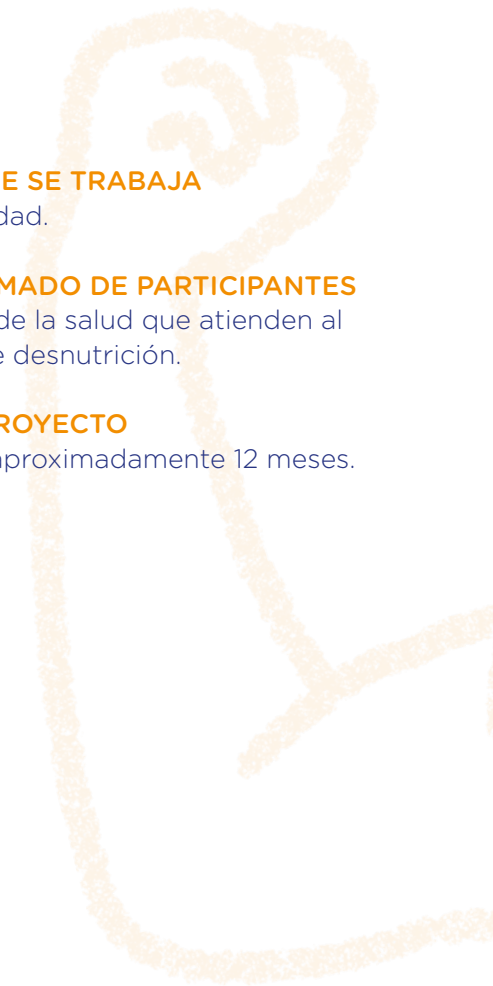 E SE TRABAJA
dad.
MADO DE PARTICIPANTES
de la salud que atienden al
e desnutrición.
ROYECTO
aproximadamente 12 meses.